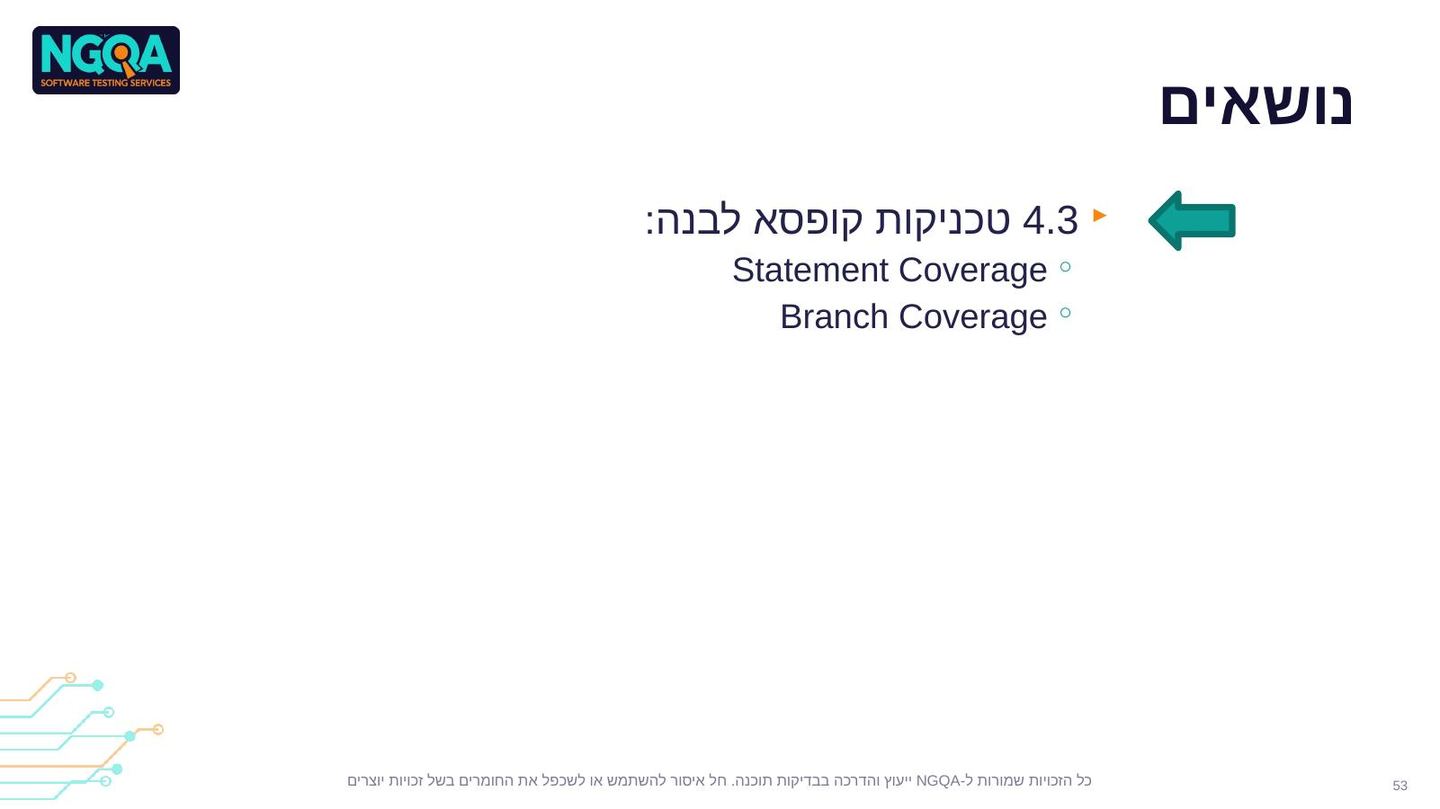 NGQA
SOFTWARE TESTING SERVICES
נושאים
4.3 טכניקות קופסא לבנה:
Statement Coverage
Branch Coverage
כל הזכויות שמורות ל-NGQA ייעוץ והדרכה בבדיקות תוכנה. חל איסור להשתמש או לשכפל את החומרים בשל זכויות יוצרים
53